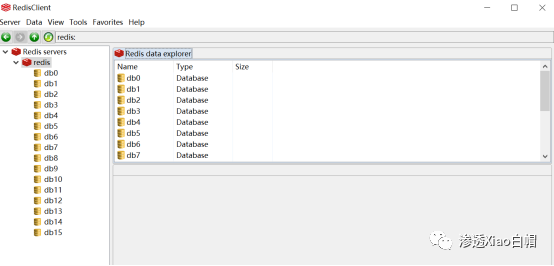 RedisClient
Server Data View Tools Favorites Help
redis:
Redis servers
redis
db0
db1
db2
db3
db4
db5
db6
db7
db8
db9
db10
db11
db12
db13
db14
db15
Redis data explorer
Name Type Size
db0 Database
db1 Database
db2 Database
db3 Database
db4 Database
db5 Database
db6 Database
db7 Database
渗透Xiao白帽